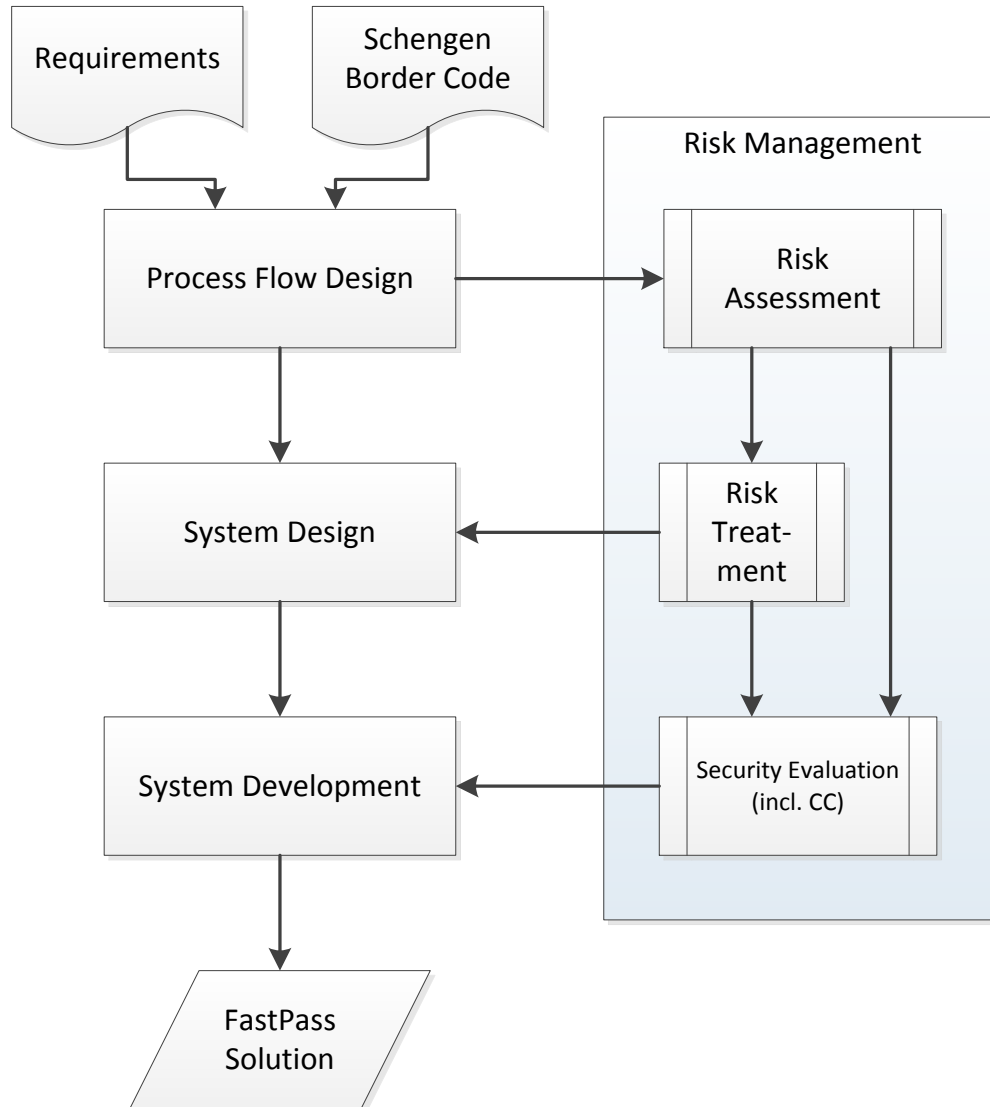 Requirements
Schengen
Border Code
Risk Management
Process Flow Design
Risk
Assessment
System Design
Risk
Treat-
ment
System Development
Security Evaluation
(incl. CC)
FastPass
Solution